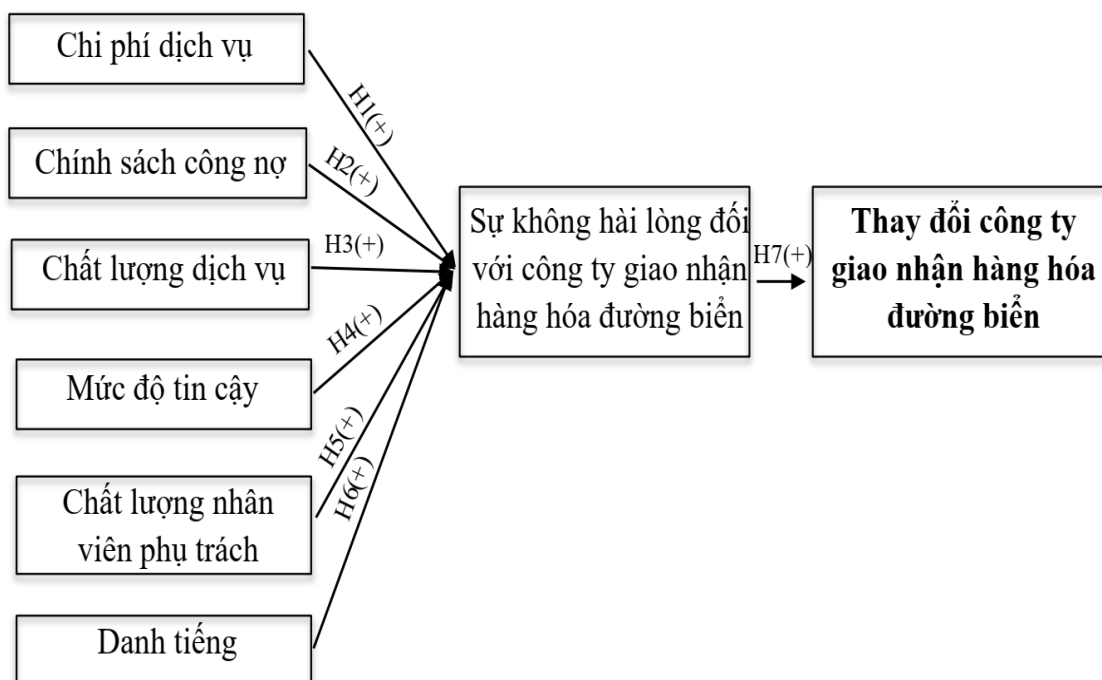 Chi phí dịch vụ
Chính sách công nợ
Chất lượng dịch vụ
Mức độ tin cậy
Chất lượng nhân
viên phụ trách
Danh tiếng
H1(+)
H2(+)
H3(+)
H4(+)
H5(+)
H6(+)
Sự không hài lòng đối
với công ty giao nhận
hàng hóa đường biển
H7(+)
Thay đổi công ty
giao nhận hàng hóa
đường biển